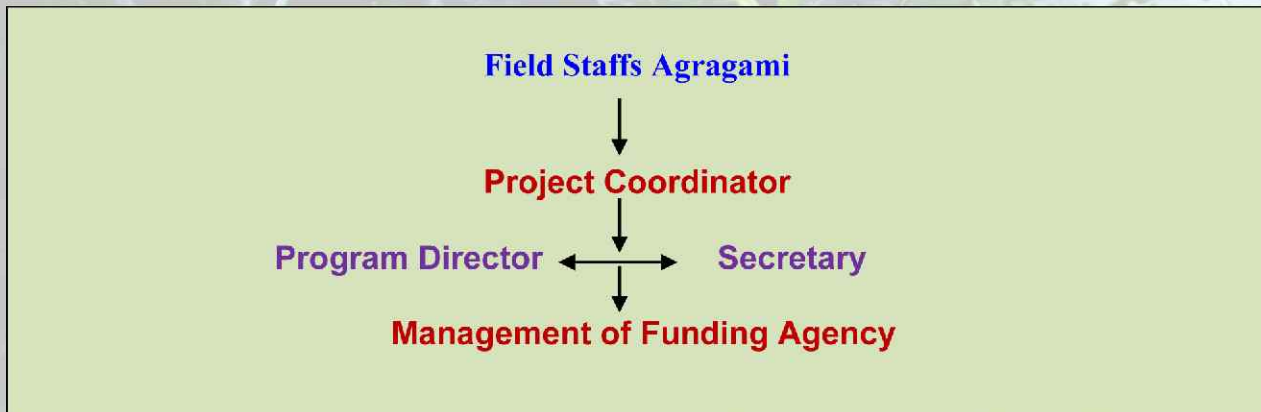 Field Staffs Agragami
Project Coordinator
Program Director Secretary
Management of Funding Agency